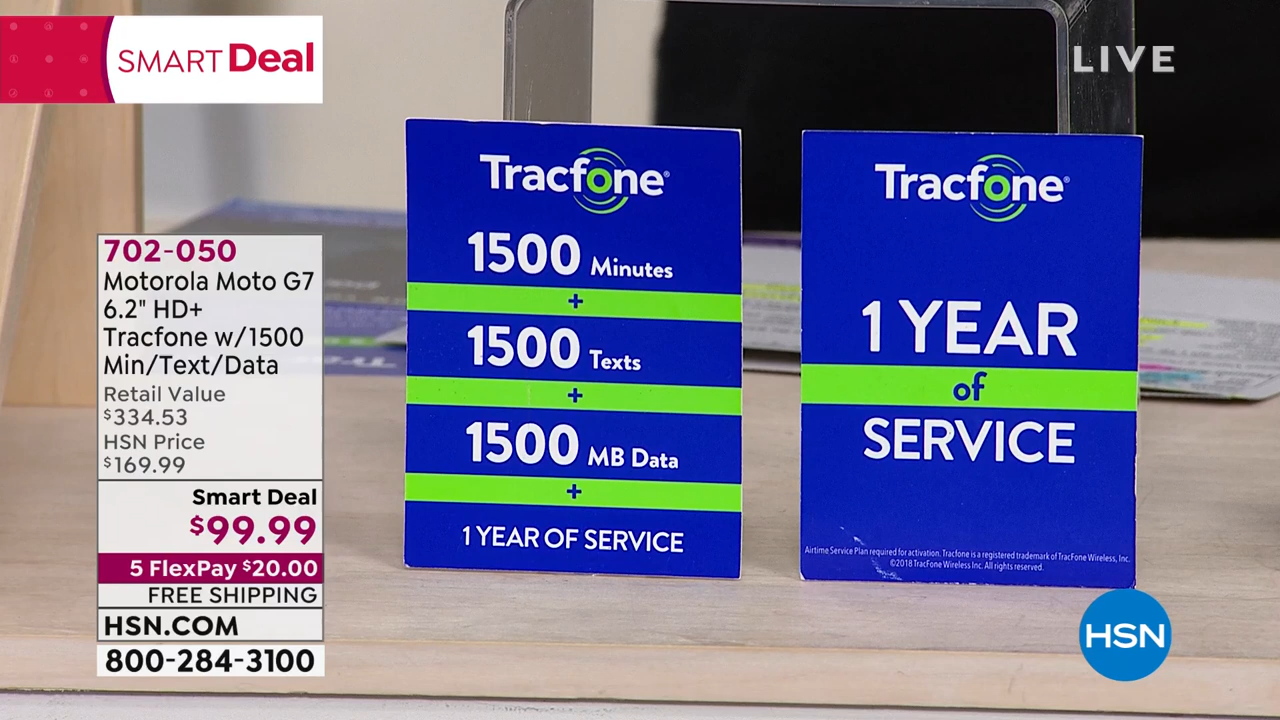 SMART Deal
LIVE
702-050
Motorola Moto G7
6.2" HD+
Tracfone w/1500
Min/Text/Data
Retail Value
$334.53
HSN Price
$169.99
Smart Deal
$99.99
5 FlexPay $20.00
FREE SHIPPING
HSN.COM
800-284-3100
Tracfone®
1500 Minutes
+
1500 Texts
+
1500 MB Data
+
1 YEAR OF SERVICE
Tracfone®
1 YEAR
of
SERVICE
Airtime Service Plan required for activation. Tracfone is a registered trademark of TracFone Wireless, Inc.
©2018 TracFone Wireless Inc. All rights reserved.
HSN